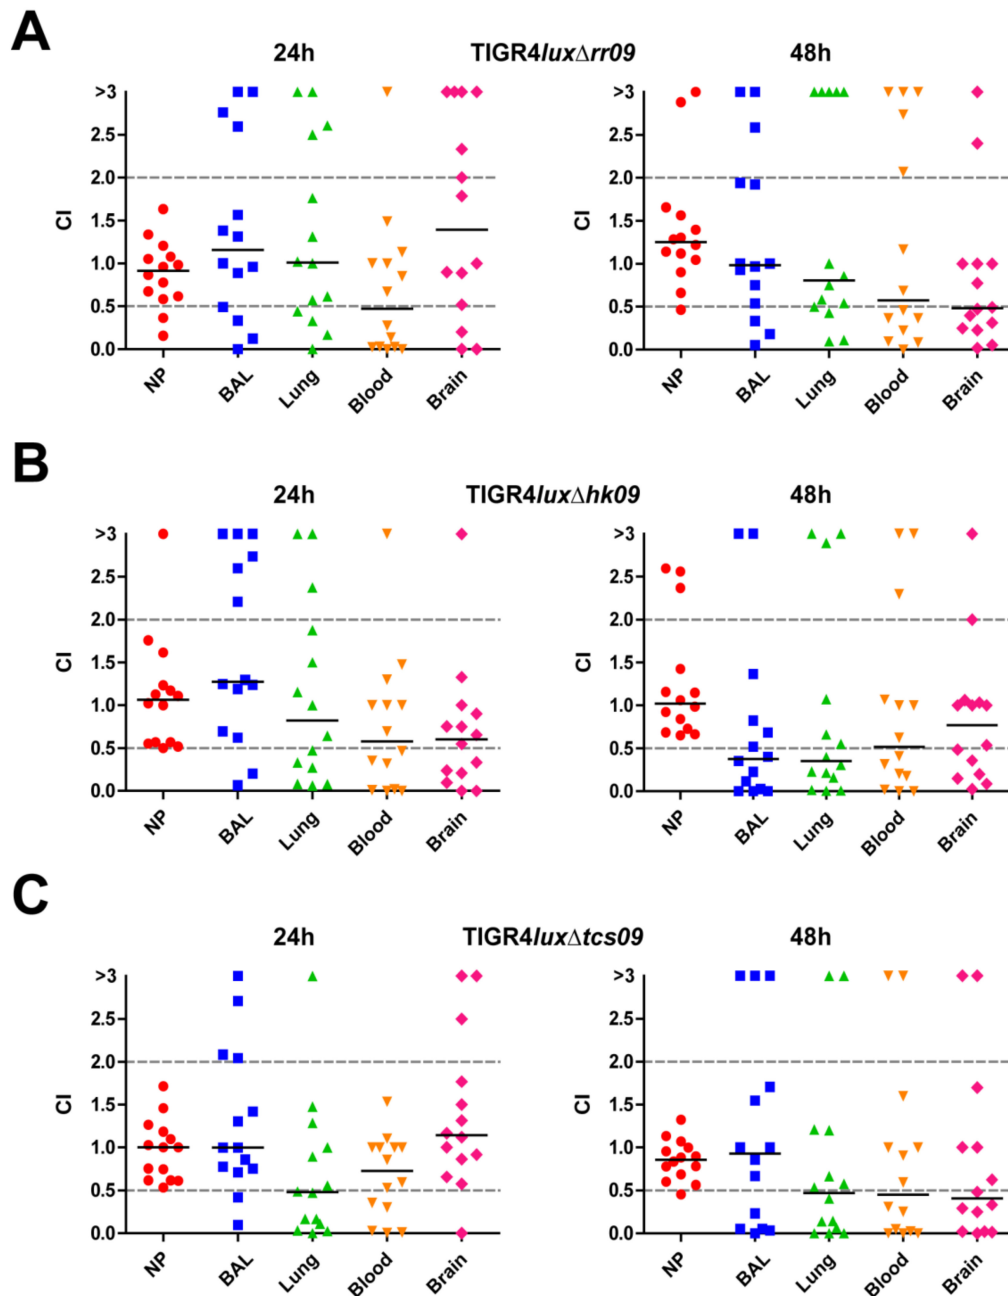 A
24h TIGR4luxΔrr09 48h
>3 >3
2.5 2.5
2.0 2.0
CI 1.5 CI 1.5
1.0 1.0
0.5 0.5
0.0 0.0
NP BAL Lung Blood Brain NP BAL Lung Blood Brain
B
24h TIGR4luxΔhk09 48h
>3 >3
2.5 2.5
2.0 2.0
CI 1.5 CI 1.5
1.0 1.0
0.5 0.5
0.0 0.0
NP BAL Lung Blood Brain NP BAL Lung Blood Brain
C
24h TIGR4luxΔtcs09 48h
>3 >3
2.5 2.5
2.0 2.0
CI 1.5 CI 1.5
1.0 1.0
0.5 0.5
0.0 0.0
NP BAL Lung Blood Brain NP BAL Lung Blood Brain